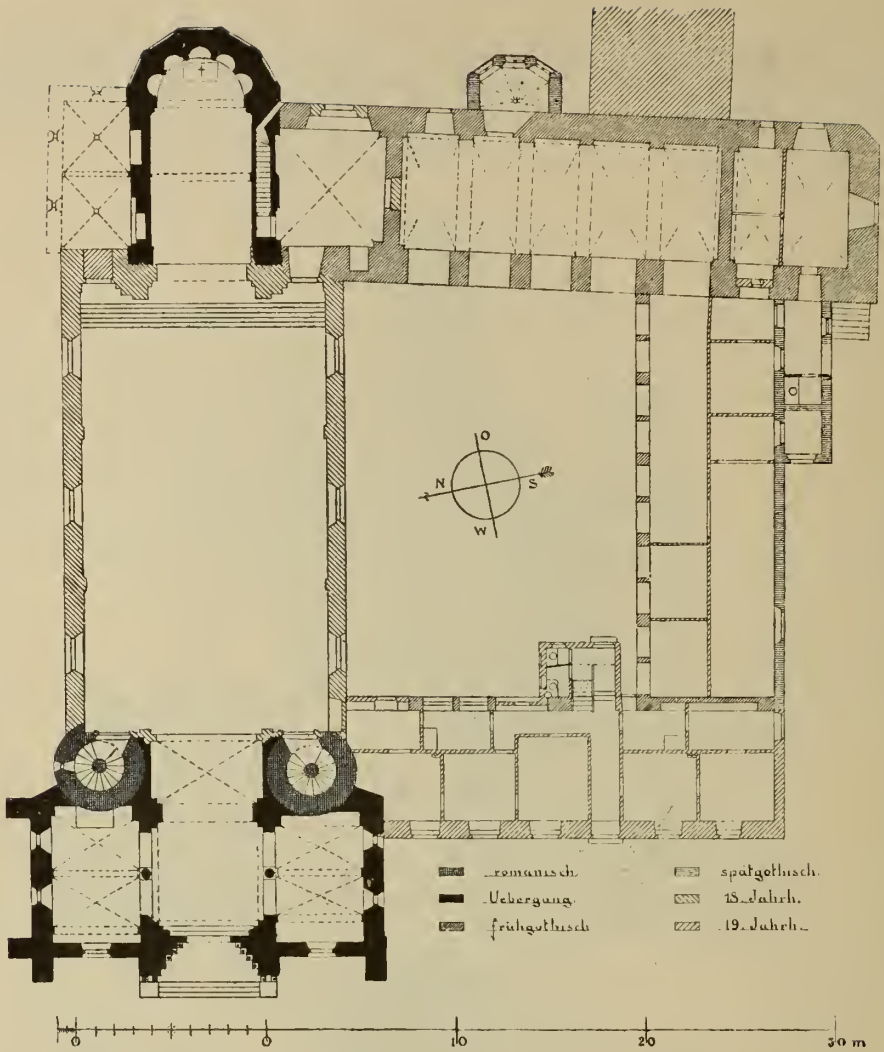 O
N S
W
romanisch
Uebergang.
frühgothisch
spätgothisch.
18. Jahrh.
19. Jahrh.
0 0 10 20 30 m